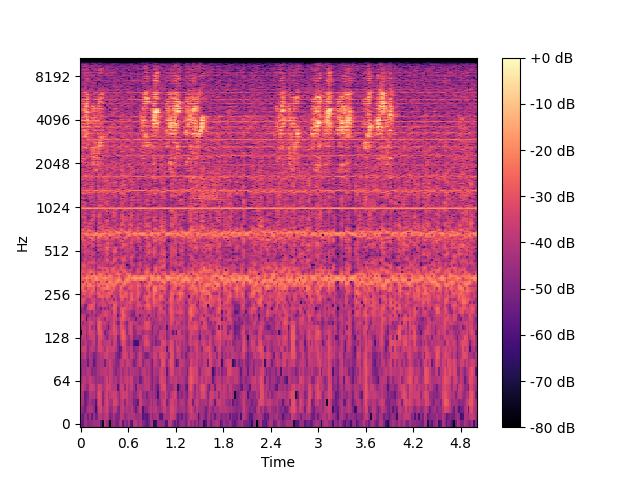 8192
4096
2048
1024
512
256
128
64
0
Hz
0 0.6 1.2 1.8 2.4 3 3.6 4.2 4.8
Time
+0 dB
-10 dB
-20 dB
-30 dB
-40 dB
-50 dB
-60 dB
-70 dB
-80 dB